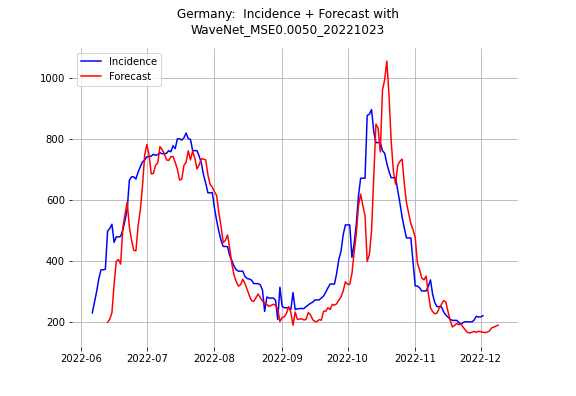 Germany:  Incidence + Forecast with
WaveNet_MSE0.0050_20221023
Incidence
Forecast
1000
800
600
400
200
2022-06 2022-07 2022-08 2022-09 2022-10 2022-11 2022-12